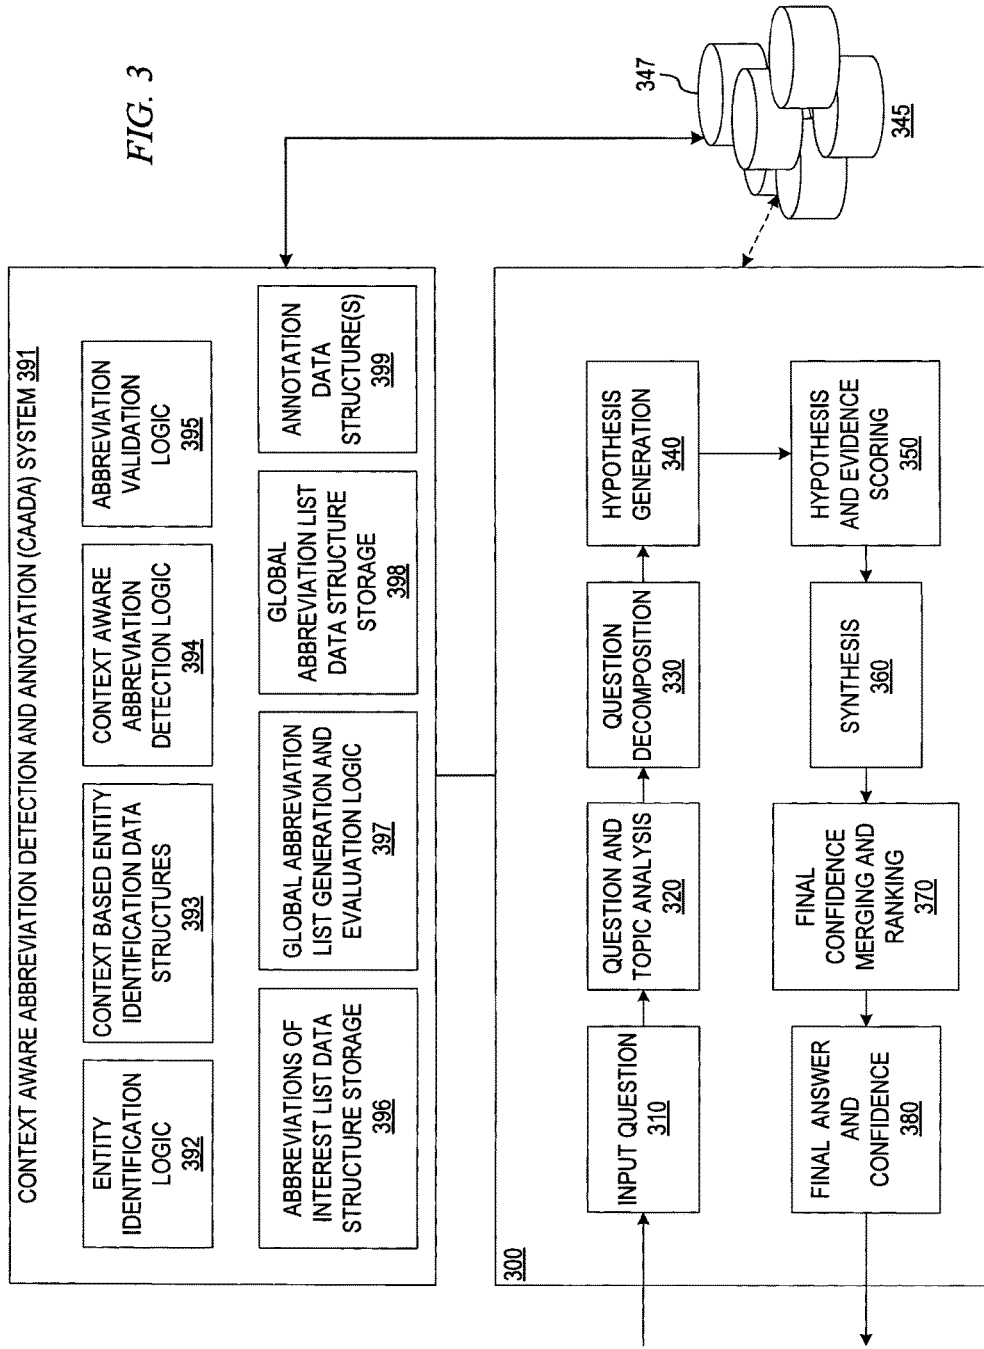 CONTEXT AWARE ABBREVIATION DETECTION AND ANNOTATION (CAADA) SYSTEM 391
ENTITY
IDENTIFICATION
LOGIC
392
CONTEXT BASED ENTITY
IDENTIFICATION DATA
STRUCTURES
393
CONTEXT AWARE
ABBREVIATION
DETECTION LOGIC
394
ABBREVIATION
VALIDATION
LOGIC
395
ABBREVIATIONS OF
INTEREST LIST DATA
STRUCTURE STORAGE
396
GLOBAL ABBREVIATION
LIST GENERATION AND
EVALUATION LOGIC
397
GLOBAL
ABBREVIATION LIST
DATA STRUCTURE
STORAGE
398
ANNOTATION
DATA
STRUCTURE(S)
399
FIG. 3
300
INPUT QUESTION
310
QUESTION AND
TOPIC ANALYSIS
320
QUESTION
DECOMPOSITION
330
HYPOTHESIS
GENERATION
340
FINAL ANSWER
AND
CONFIDENCE
380
FINAL
CONFIDENCE
MERGING AND
RANKING
370
SYNTHESIS
360
HYPOTHESIS
AND EVIDENCE
SCORING
350
347
345